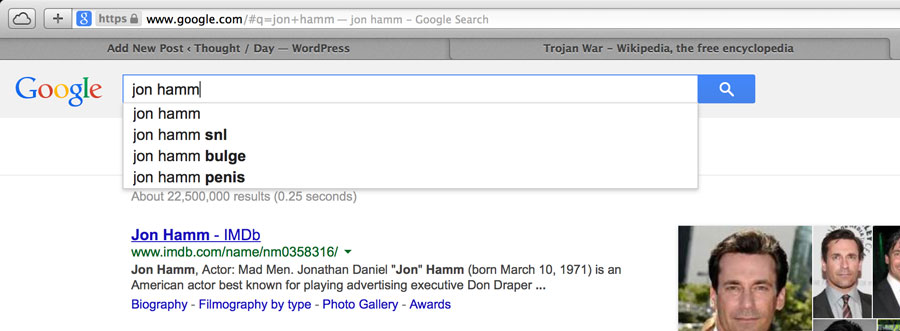 https www.google.com/#q=jon+hamm — jon hamm – Google Search
Add New Post ‹ Thought / Day — WordPress
Trojan War – Wikipedia, the free encyclopedia
Google
jon hamm
jon hamm
jon hamm snl
jon hamm bulge
jon hamm penis
About 22,500,000 results (0.25 seconds)
Jon Hamm - IMDb
www.imdb.com/name/nm0358316/
Jon Hamm, Actor: Mad Men. Jonathan Daniel "Jon" Hamm (born March 10, 1971) is an
American actor best known for playing advertising executive Don Draper ...
Biography - Filmography by type - Photo Gallery - Awards